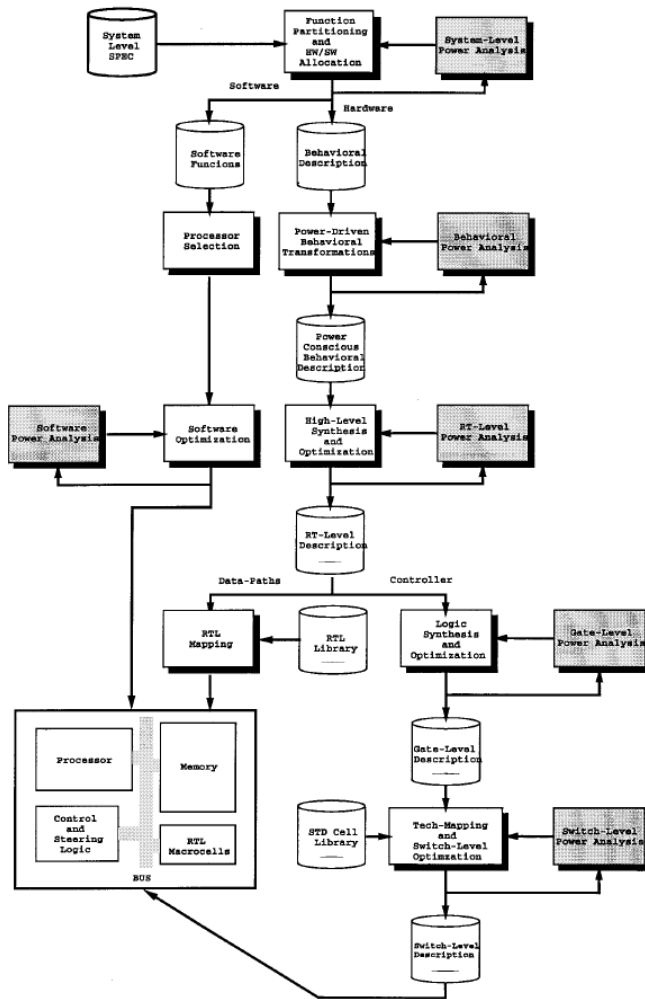 System
Level
SPEC
Function
Partitioning
and
HW/SW
Allocation
System-Level
Power Analysis
Software
Hardware
Software
Funcions
Behavioral
Description
Processor
Selection
Power-Driven
Behavioral
Transformations
Behavioral
Power Analysis
Power
Conscious
Behavioral
Description
Software
Power Analysis
Software
Optimization
High-Level
Synthesis
and
Optimization
RT-Level
Power Analysis
RT-Level
Description
Data-Paths
Controller
RTL
Mapping
RTL
Library
Logic
Synthesis
and
Optimization
Gate-Level
Power Analysis
Processor
Memory
Gate-Level
Description
Control
and
Steering
Logic
RTL
Macrocells
BUS
STD Cell
Library
Tech-Mapping
and
Switch-Level
Optimzation
Switch-Level
Power Analysis
Switch-Level
Description